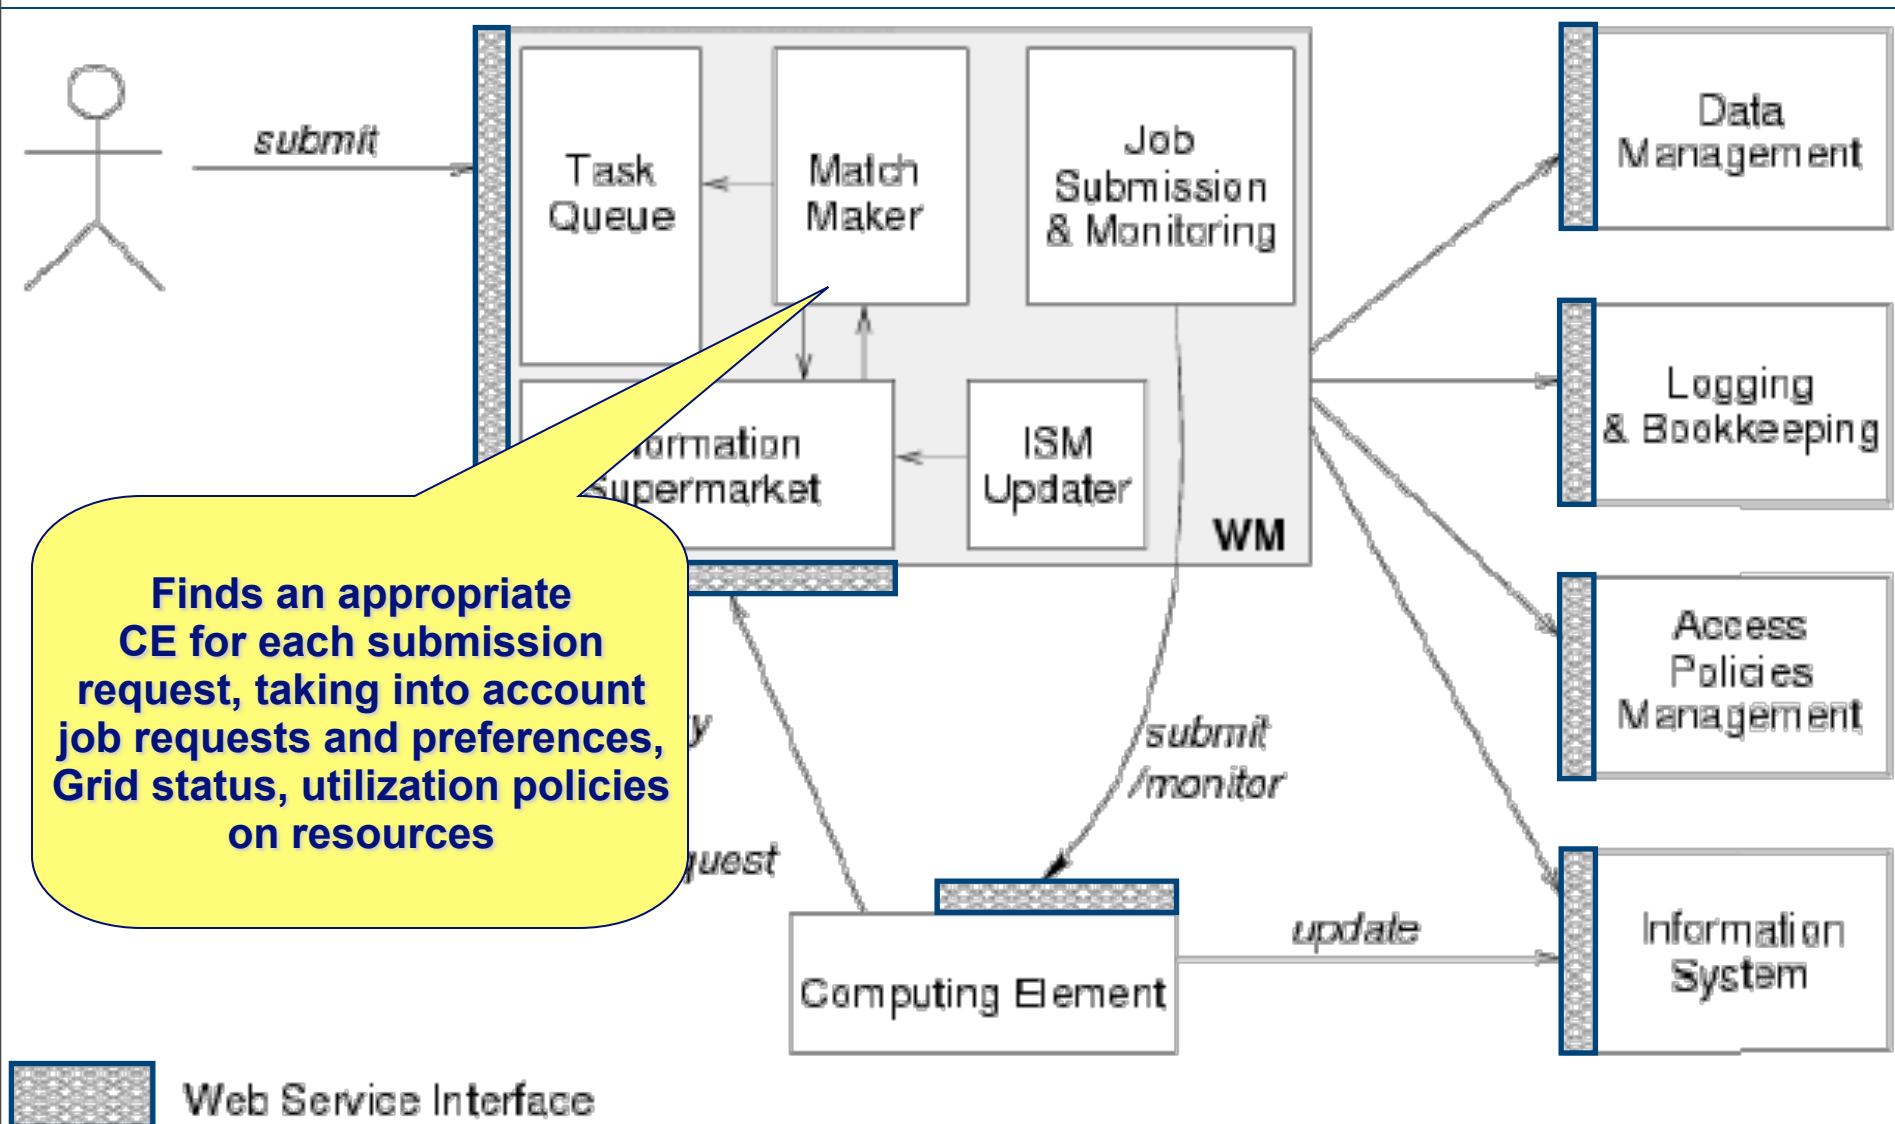 submit
Task
Queue
Match
Maker
Job
Submission
& Monitoring
Data
Management
Logging
& Bookkeeping
ISM
Updater
Supermarket
WM
Finds an appropriate
CE for each submission
request, taking into account
job requests and preferences,
Grid status, utilization policies
on resources
Access
Policies
Management
submit
/monitor
update
Computing Element
Information
System
Web Service Interface